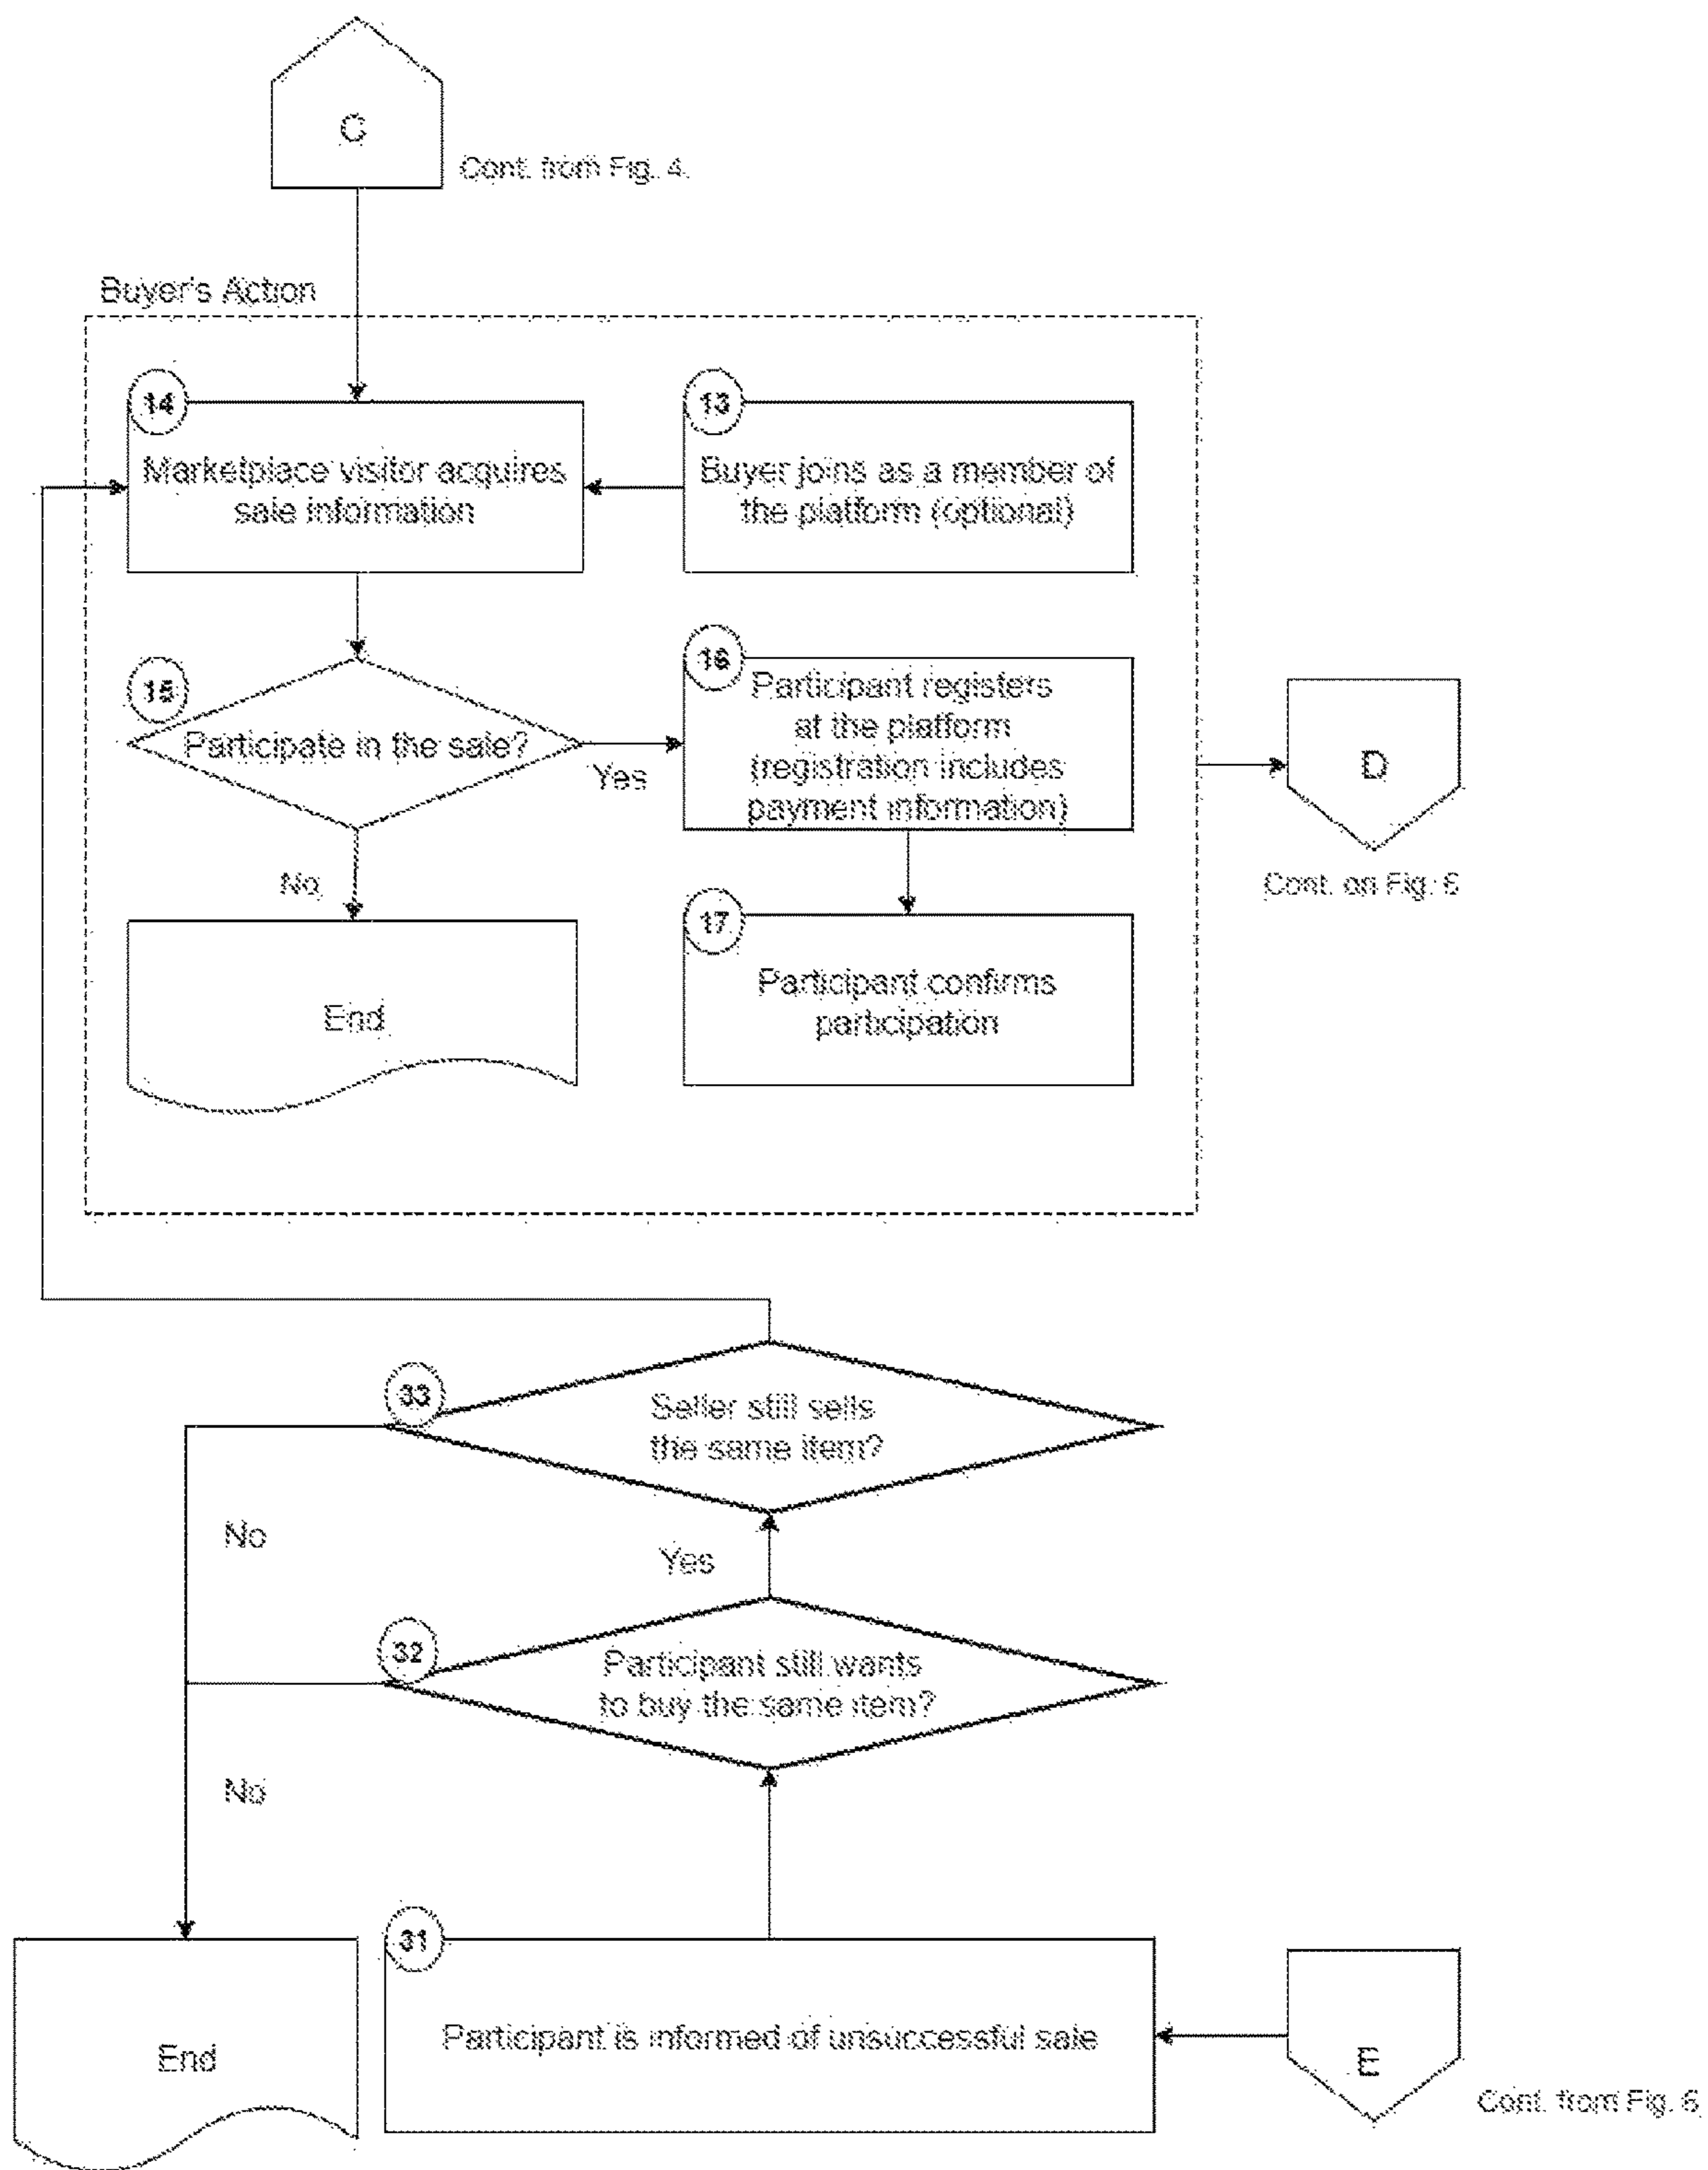 C
Cont. from Fig. 4.
Buyer's Action
14
Marketplace visitor acquires
sale information
13
Buyer joins as a member of
the platform (optional)
15
Participate in the sale?
Yes
16
Participant registers
at the platform
(registration includes
payment information)
D
Cont. on Fig. 6
No
End
17
Participant confirms
participation
33
Seller still sells
the same item?
No
Yes
32
Participant still wants
to buy the same item?
No
31
Participant is informed of unsuccessful sale
End
E
Cont. from Fig. 6